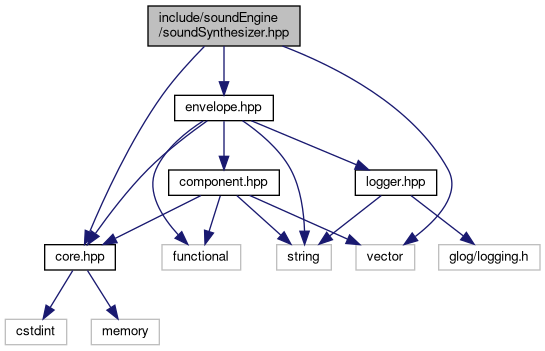 include/soundEngine
/soundSynthesizer.hpp
envelope.hpp
component.hpp
logger.hpp
core.hpp
functional
string
vector
glog/logging.h
cstdint
memory